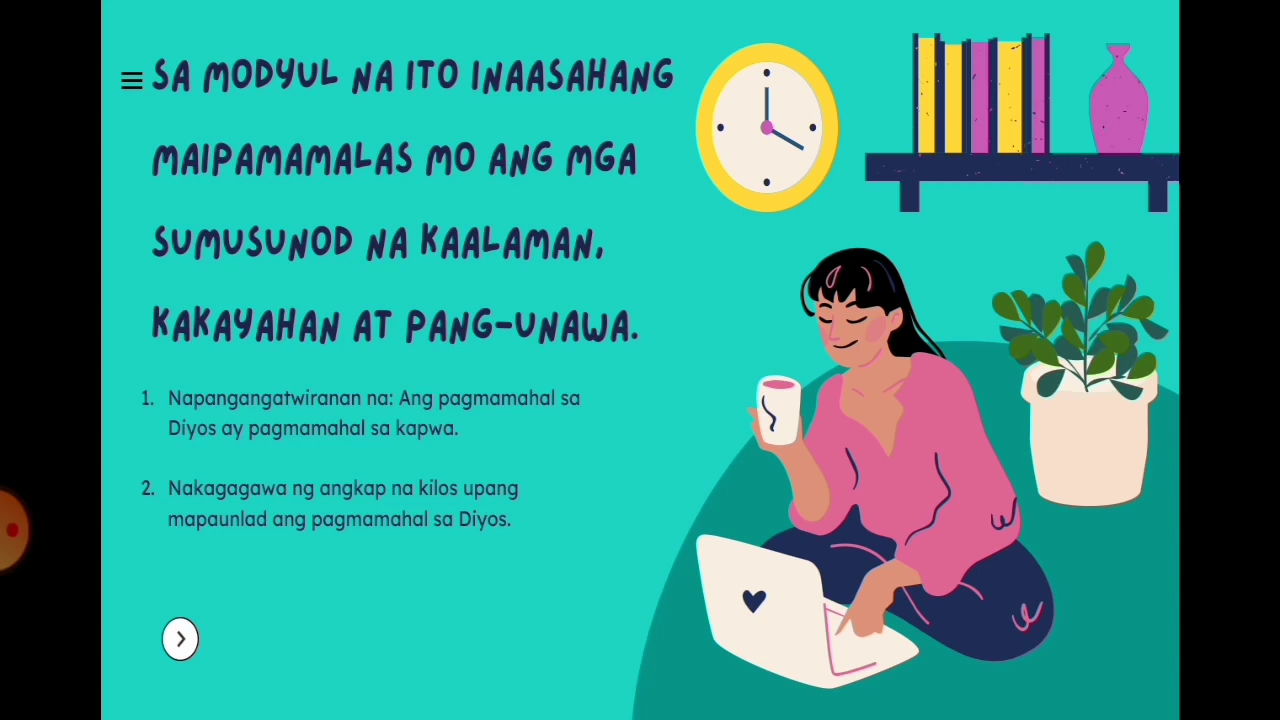 SA MODYUL NA ITO INAASAHANG
MAIPAMAMALAS MO ANG MGA
SUMUSUNOD NA KAALAMAN,
KAKAYAHAN AT PANG-UNAWA.
1. Napangangatwiranan na: Ang pagmamahal sa
Diyos ay pagmamahal sa kapwa.
2. Nakagagawa ng angkap na kilos upang
mapaunlad ang pagmamahal sa Diyos.